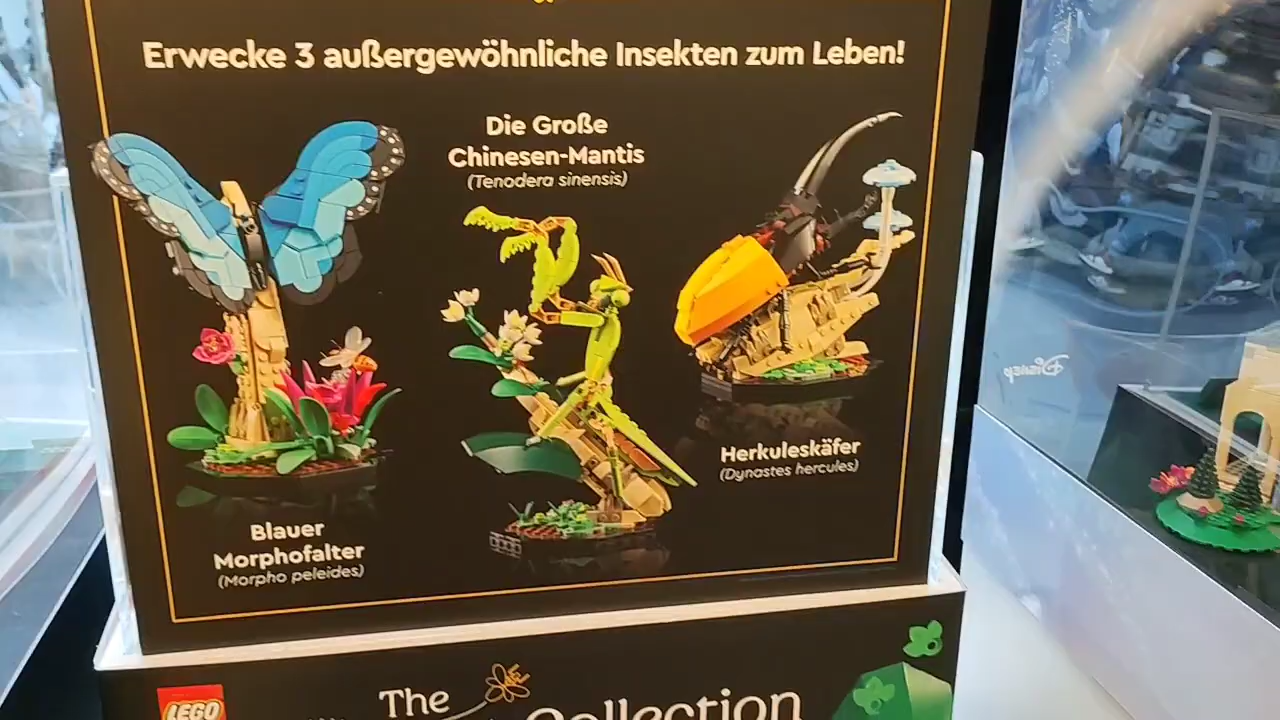 Erwecke 3 außergewöhnliche Insekten zum Leben!
Die Große
Chinesen-Mantis
(Tenodera sinensis)
Herkuleskäfer
(Dynastes hercules)
Blauer
Morphofalter
(Morpho peleides)
Disney
LEGO
The
Collection